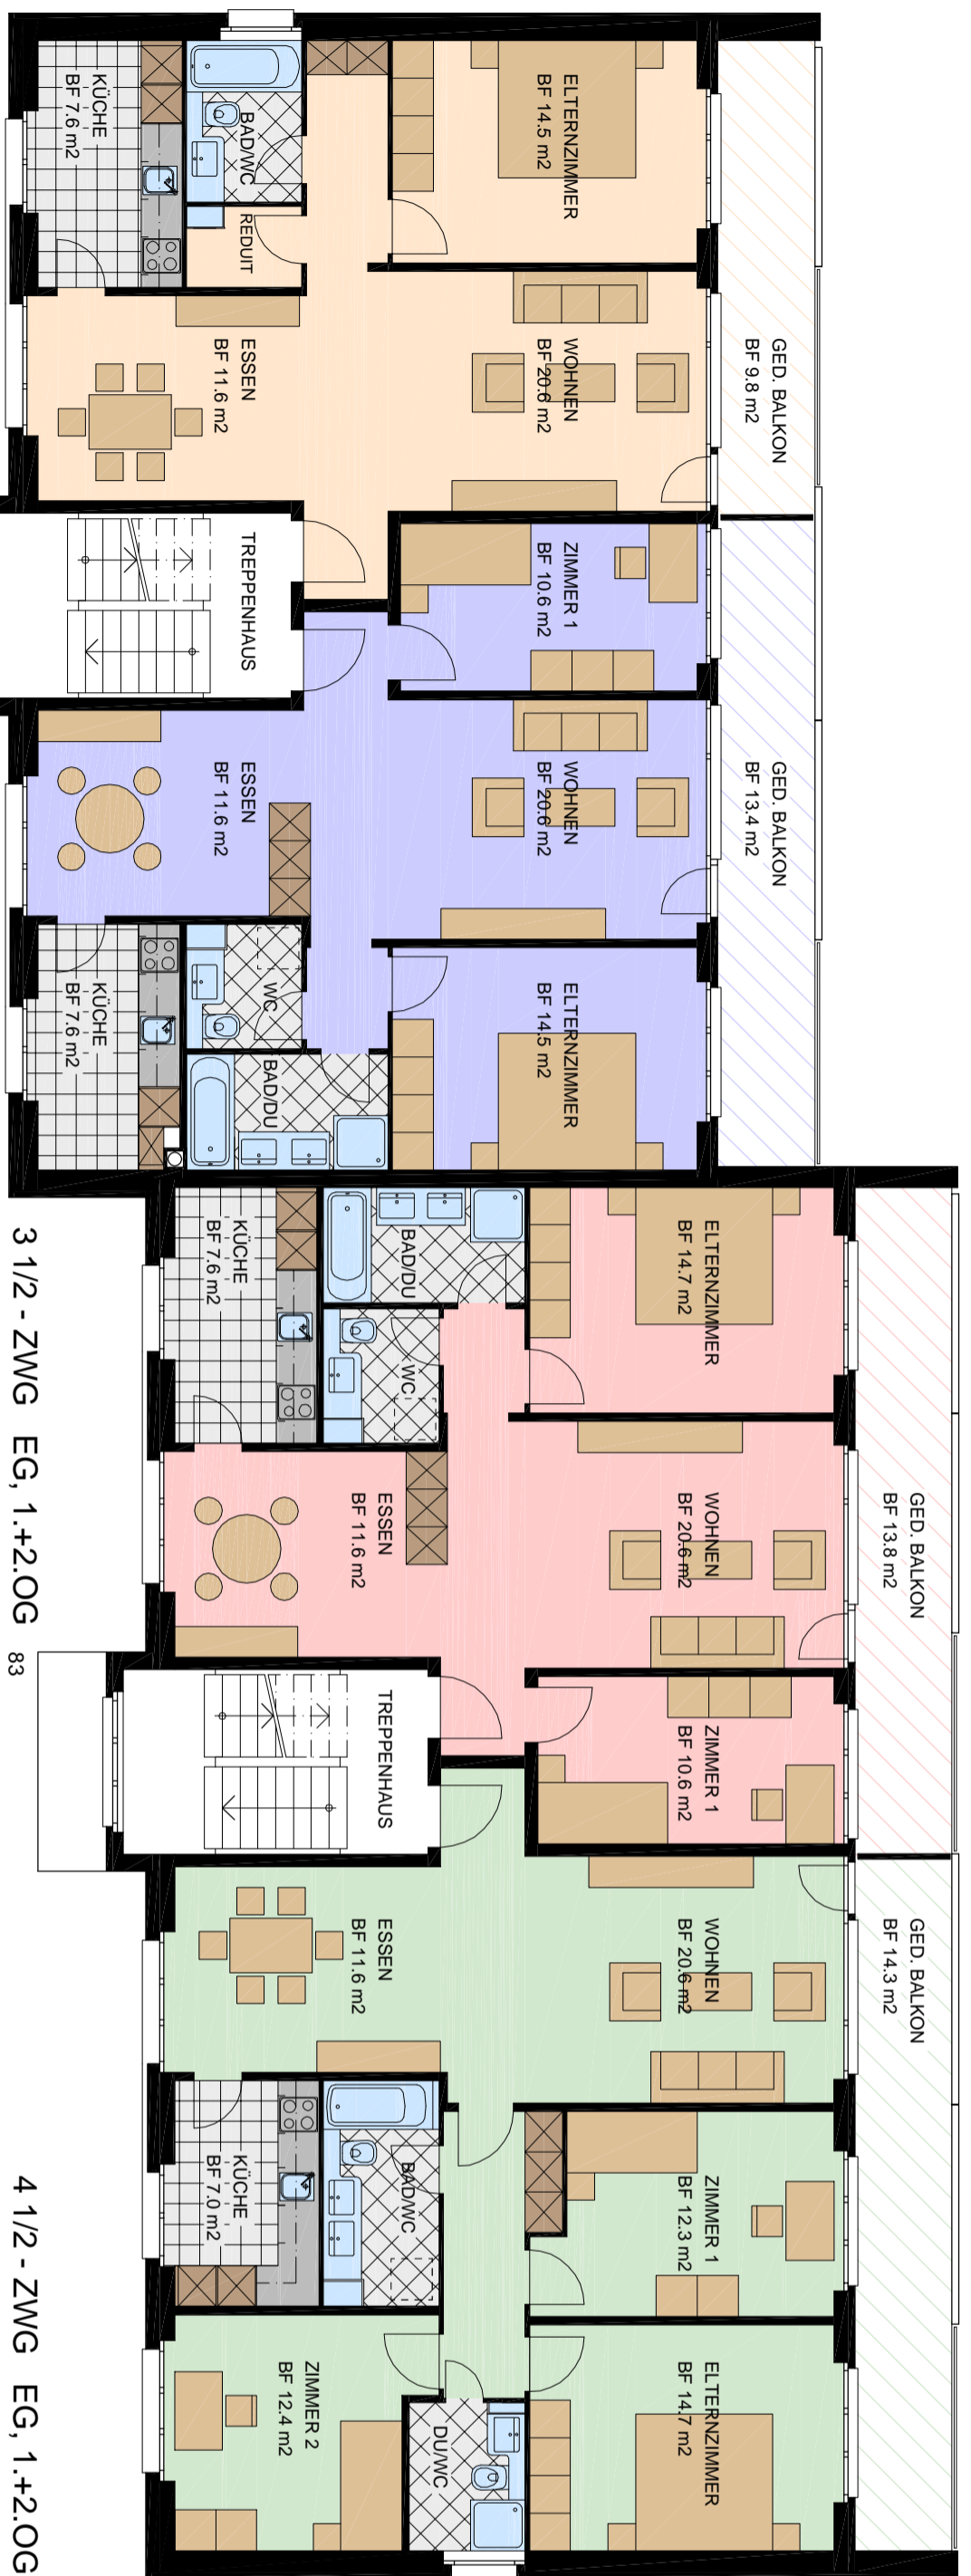 KÜCHE
BF 7.6 m2
BAD/WC
REDUIT
ELTERNZIMMER
BF 14.5 m2
ESSEN
BF 11.6 m2
WOHNEN
BF 20.6 m2
GED. BALKON
BF 9.8 m2
TREPPENHAUS
ZIMMER 1
BF 10.6 m2
ESSEN
BF 11.6 m2
WOHNEN
BF 20.6 m2
GED. BALKON
BF 13.4 m2
KÜCHE
BF 7.6 m2
WC
BAD/DU
ELTERNZIMMER
BF 14.5 m2
KÜCHE
BF 7.6 m2
BAD/DU
WC
ELTERNZIMMER
BF 14.7 m2
ESSEN
BF 11.6 m2
WOHNEN
BF 20.6 m2
GED. BALKON
BF 13.8 m2
TREPPENHAUS
ZIMMER 1
BF 10.6 m2
ESSEN
BF 11.6 m2
WOHNEN
BF 20.6 m2
GED. BALKON
BF 14.3 m2
KÜCHE
BF 7.0 m2
BAD/WC
ZIMMER 1
BF 12.3 m2
ZIMMER 2
BF 12.4 m2
DU/WC
ELTERNZIMMER
BF 14.7 m2
3 1/2 - ZWG EG, 1.+2.OG
83
4 1/2 - ZWG EG, 1.+2.OG